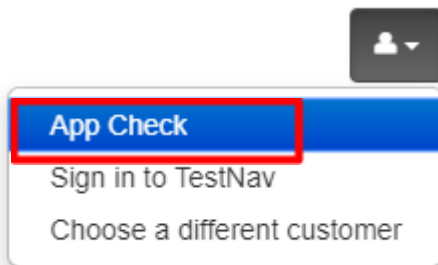 App Check
Sign in to TestNav
Choose a different customer